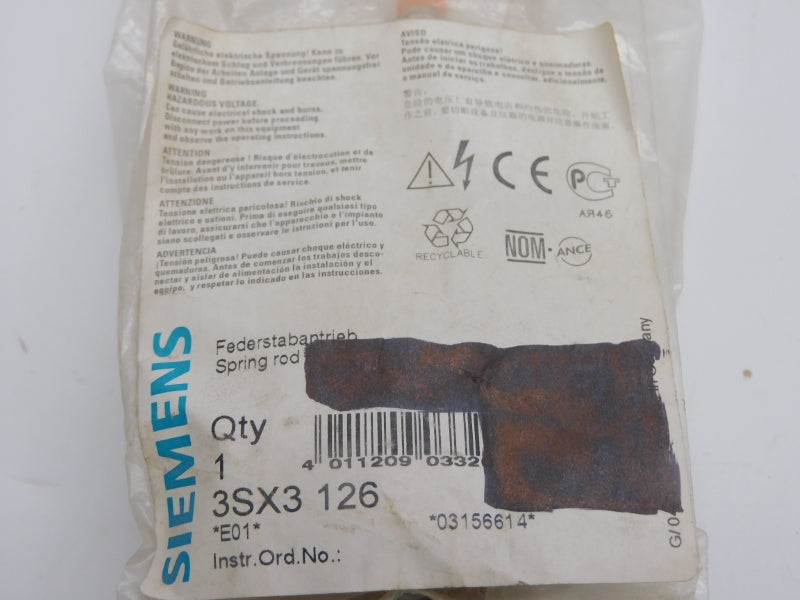 WARNUNG
Gefährliche elektrische Spannung! Kann zu
elektrischem Schlag und Verbrennungen führen. Vor
Beginn der Arbeiten Anlage und Gerät spannungsfrei
schalten und Betriebsanleitung beachten.
WARNING
HAZARDOUS VOLTAGE.
Can cause electrical shock and burns.
Disconnect power before proceeding
with any work on this equipment
and observe the operating instructions.
ATTENTION
Tension dangereuse ! Risque d'électrocution et de
brûlure. Avant d'y intervenir pour travaux, mettre
l'installation ou l'appareil hors tension, et tenir
compte des instructions de service.
ATTENZIONE
Tensione elettrica pericolosa! Rischio di shock
elettrico e ustioni. Prima di eseguire qualsiasi tipo
di lavoro, assicurarsi che l'apparecchio e l'impianto
siano scollegati e osservare le istruzioni per l'uso.
ADVERTENCIA
¡Tensión peligrosa! Puede causar choque eléctrico y
quemaduras. Antes de comenzar los trabajos desco-
nectar y aislar de alimentación la instalación y el
equipo, y respetar lo indicado en las instrucciones.
AVISO
Tensão elétrica perigosa!
Pode causar um choque elétrico e queimaduras.
Antes de iniciar os trabalhos, desligue a tensão da
unidade e do aparelho e consultar, adicionalmente,
o manual de serviço.
警告:
CE
АЯ46
RECYCLABLE
NOM-ANCE
SIEMENS
Federstabantrieb
Spring rod
Qty
1
4 011209 0332
3SX3 126
*E01*
*03156614*
Instr.Ord.No.:
G/0